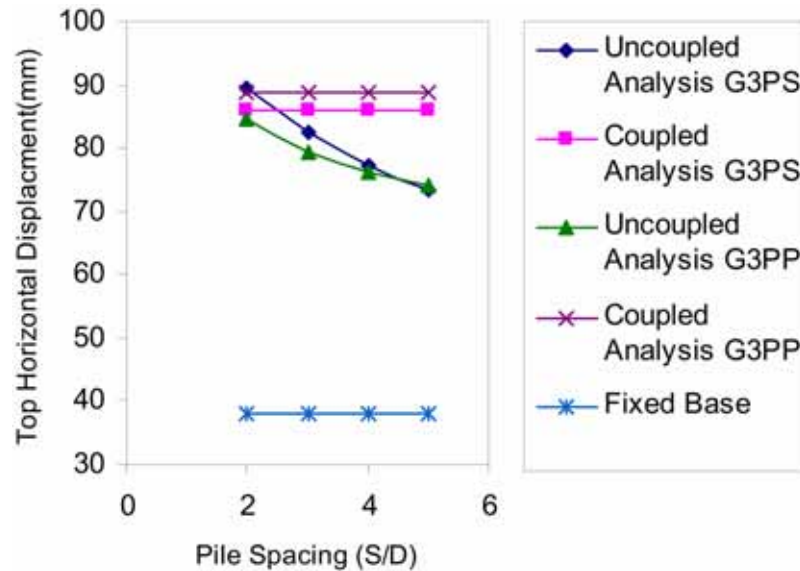 Top Horizontal Displacment(mm)
100
90
80
70
60
50
40
30
0
2
4
6
Pile Spacing (S/D)
Uncoupled
Analysis G3PS
Coupled
Analysis G3PS
Uncoupled
Analysis G3PP
Coupled
Analysis G3PP
Fixed Base